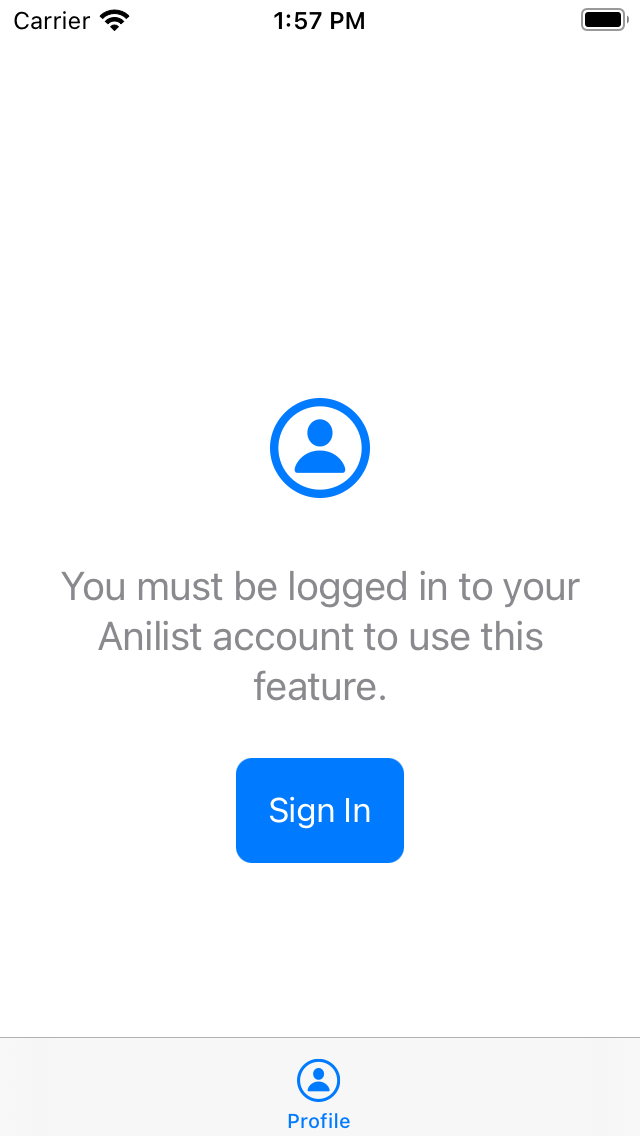 Carrier 1:57 PM
You must be logged in to your
Anilist account to use this
feature.
Sign In
Profile